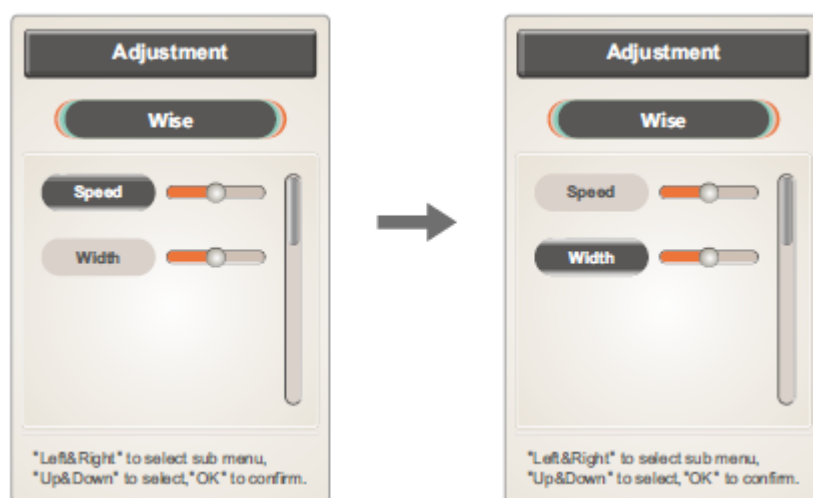 Adjustment
Wise
Speed
Width
"Left&Right" to select sub menu,
"Up&Down" to select,"OK" to confirm.
Adjustment
Wise
Speed
Width
"Left&Right" to select sub menu,
"Up&Down" to select,"OK" to confirm.